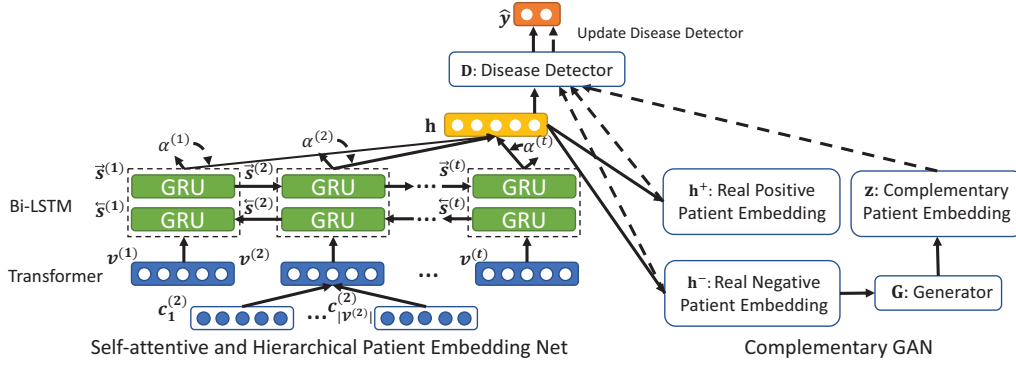 ŷ
Update Disease Detector
D: Disease Detector
h
α^(1)
α^(2)
α^(t)
s⃗^(1)
s⃗^(2)
s⃗^(t)
GRU
GRU
...
GRU
Bi-LSTM
s⃖^(1)
s⃖^(2)
s⃖^(t)
GRU
GRU
...
GRU
h⁺: Real Positive
Patient Embedding
z: Complementary
Patient Embedding
v^(1)
v^(2)
v^(t)
Transformer
...
h⁻: Real Negative
Patient Embedding
G: Generator
c_1^(2)
...
c_|v^(2)|^(2)
Self-attentive and Hierarchical Patient Embedding Net
Complementary GAN